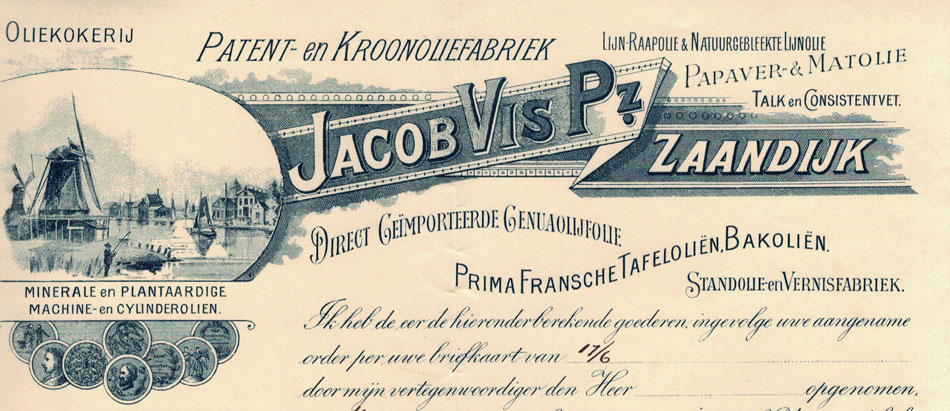 OLIEKOKERIJ
PATENT- en KROONOLIEFABRIEK
LIJN-RAAPOLIE & NATUURGEBLEEKTE LIJNOLIE
PAPAVER- & MATOLIE
TALK en CONSISTENTVET.
JACOB VIS Pz.
ZAANDIJK
DIRECT GEÏMPORTEERDE GENUAOLIJFOLIE
PRIMA FRANSCHE TAFELOLIËN, BAKOLIËN.
STANDOLIE-en VERNISFABRIEK.
MINERALE en PLANTAARDIGE
MACHINE- en CYLINDEROLIEN.
Ik heb de eer de hieronder berekende goederen, ingevolge uwe aangename
order per uwe briefkaart van 17/6
door mijn vertegenwoordiger den Heer opgenomen,